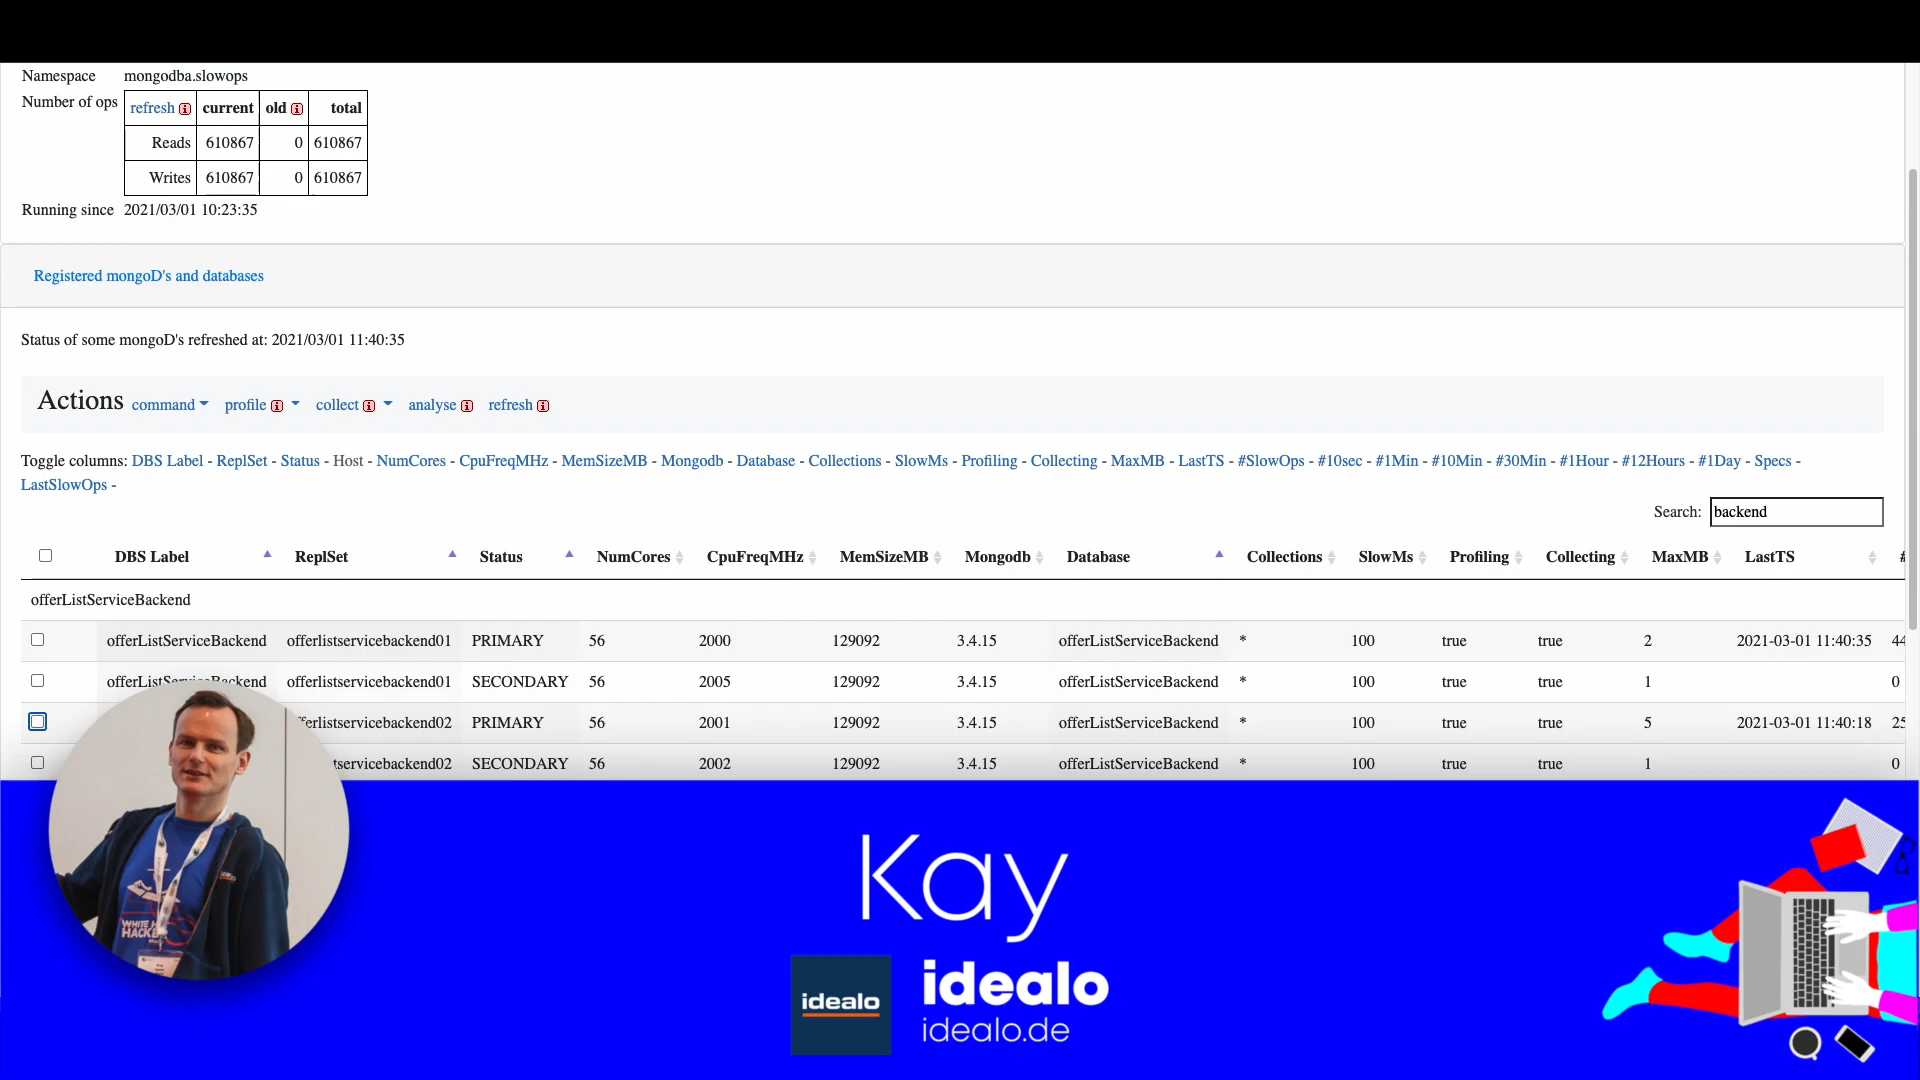 Namespace mongodba.slowops
Number of ops refresh current old total
Reads 610867 0 610867
Writes 610867 0 610867
Running since 2021/03/01 10:23:35
Registered mongoD's and databases
Status of some mongoD's refreshed at: 2021/03/01 11:40:35
Actions command profile collect analyse refresh
Toggle columns: DBS Label - ReplSet - Status - Host - NumCores - CpuFreqMHz - MemSizeMB - Mongodb - Database - Collections - SlowMs - Profiling - Collecting - MaxMB - LastTS - #SlowOps - #10sec - #1Min - #10Min - #30Min - #1Hour - #12Hours - #1Day - Specs -
LastSlowOps -
Search: backend
DBS Label ReplSet Status NumCores CpuFreqMHz MemSizeMB Mongodb Database Collections SlowMs Profiling Collecting MaxMB LastTS #
offerListServiceBackend
offerListServiceBackend offerlistservicebackend01 PRIMARY 56 2000 129092 3.4.15 offerListServiceBackend * 100 true true 2 2021-03-01 11:40:35 44
offerListServiceBackend offerlistservicebackend01 SECONDARY 56 2005 129092 3.4.15 offerListServiceBackend * 100 true true 1 0
ferlistservicebackend02 PRIMARY 56 2001 129092 3.4.15 offerListServiceBackend * 100 true true 5 2021-03-01 11:40:18 25
tservicebackend02 SECONDARY 56 2002 129092 3.4.15 offerListServiceBackend * 100 true true 1 0
WHITE H
HACKE
Kay
idealo
idealo
idealo.de